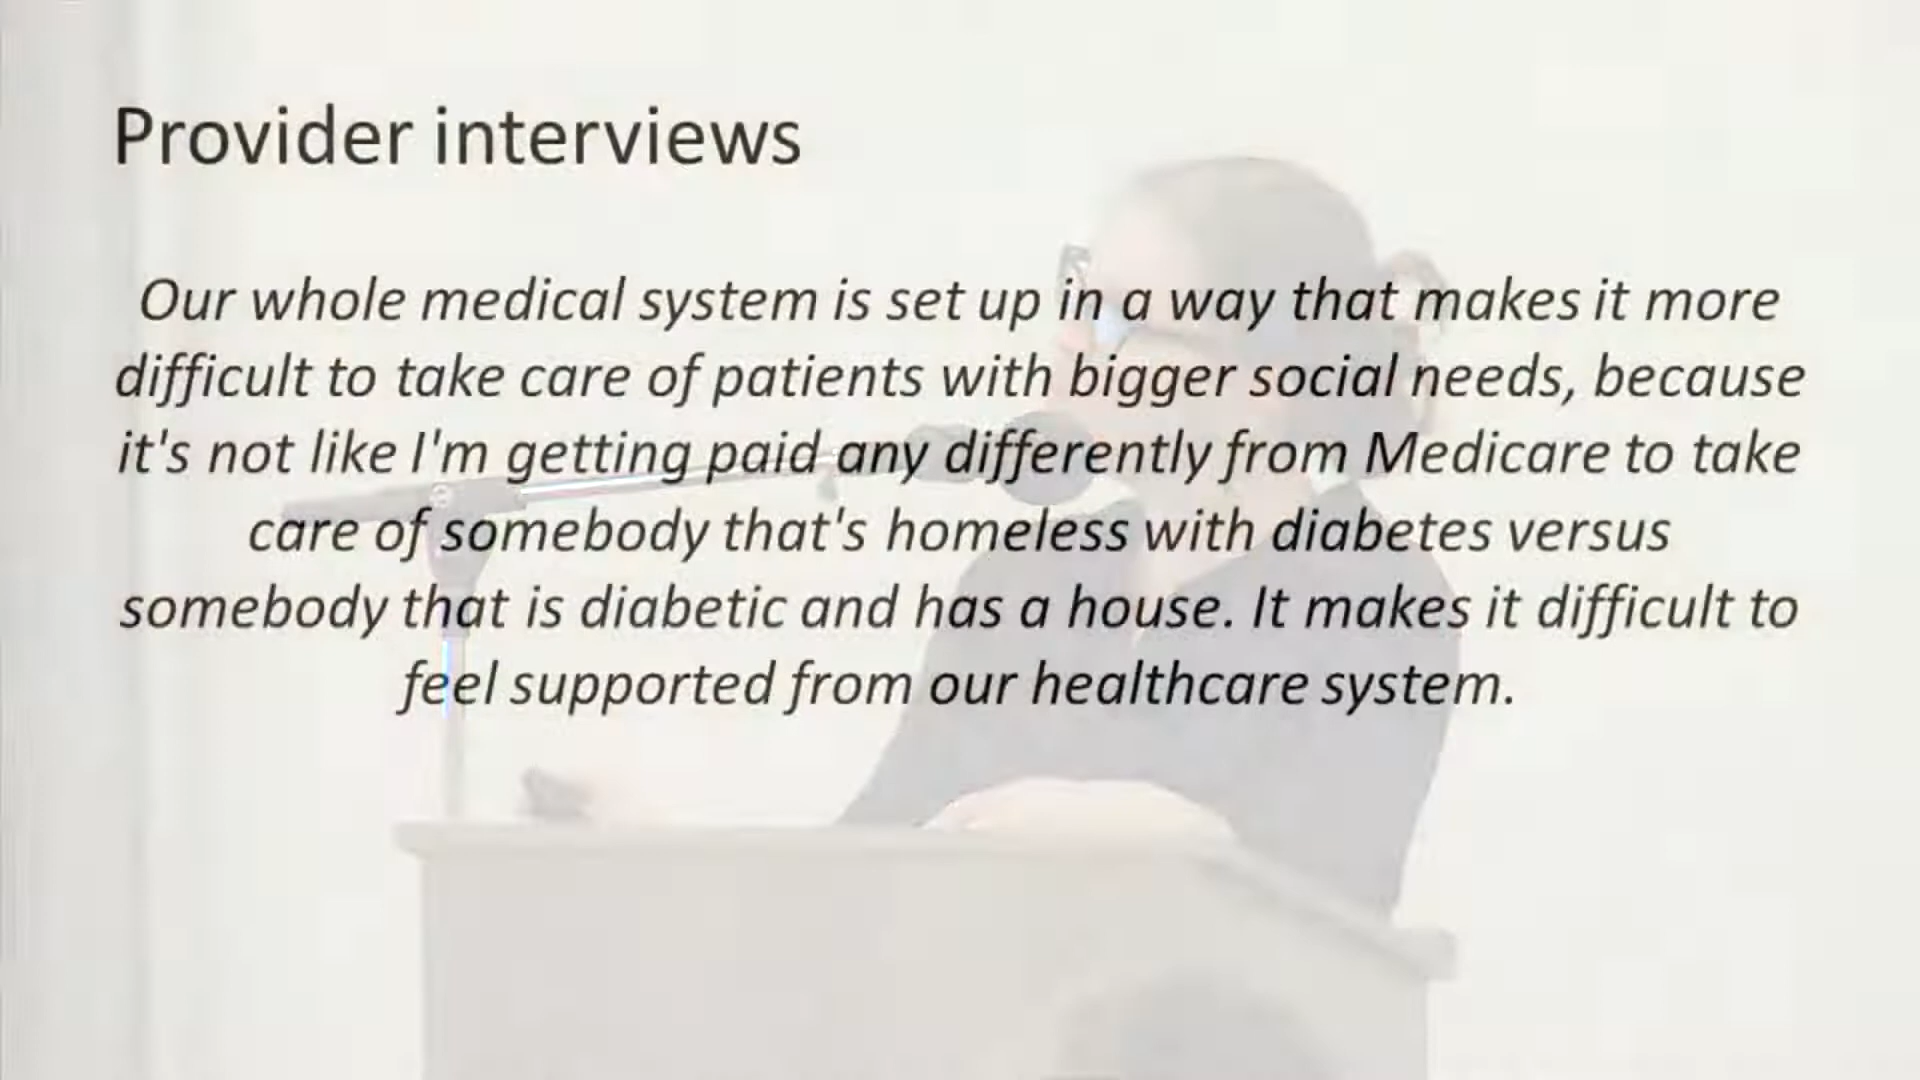 Provider interviews
Our whole medical system is set up in a way that makes it more
difficult to take care of patients with bigger social needs, because
it's not like I'm getting paid any differently from Medicare to take
care of somebody that's homeless with diabetes versus
somebody that is diabetic and has a house. It makes it difficult to
feel supported from our healthcare system.